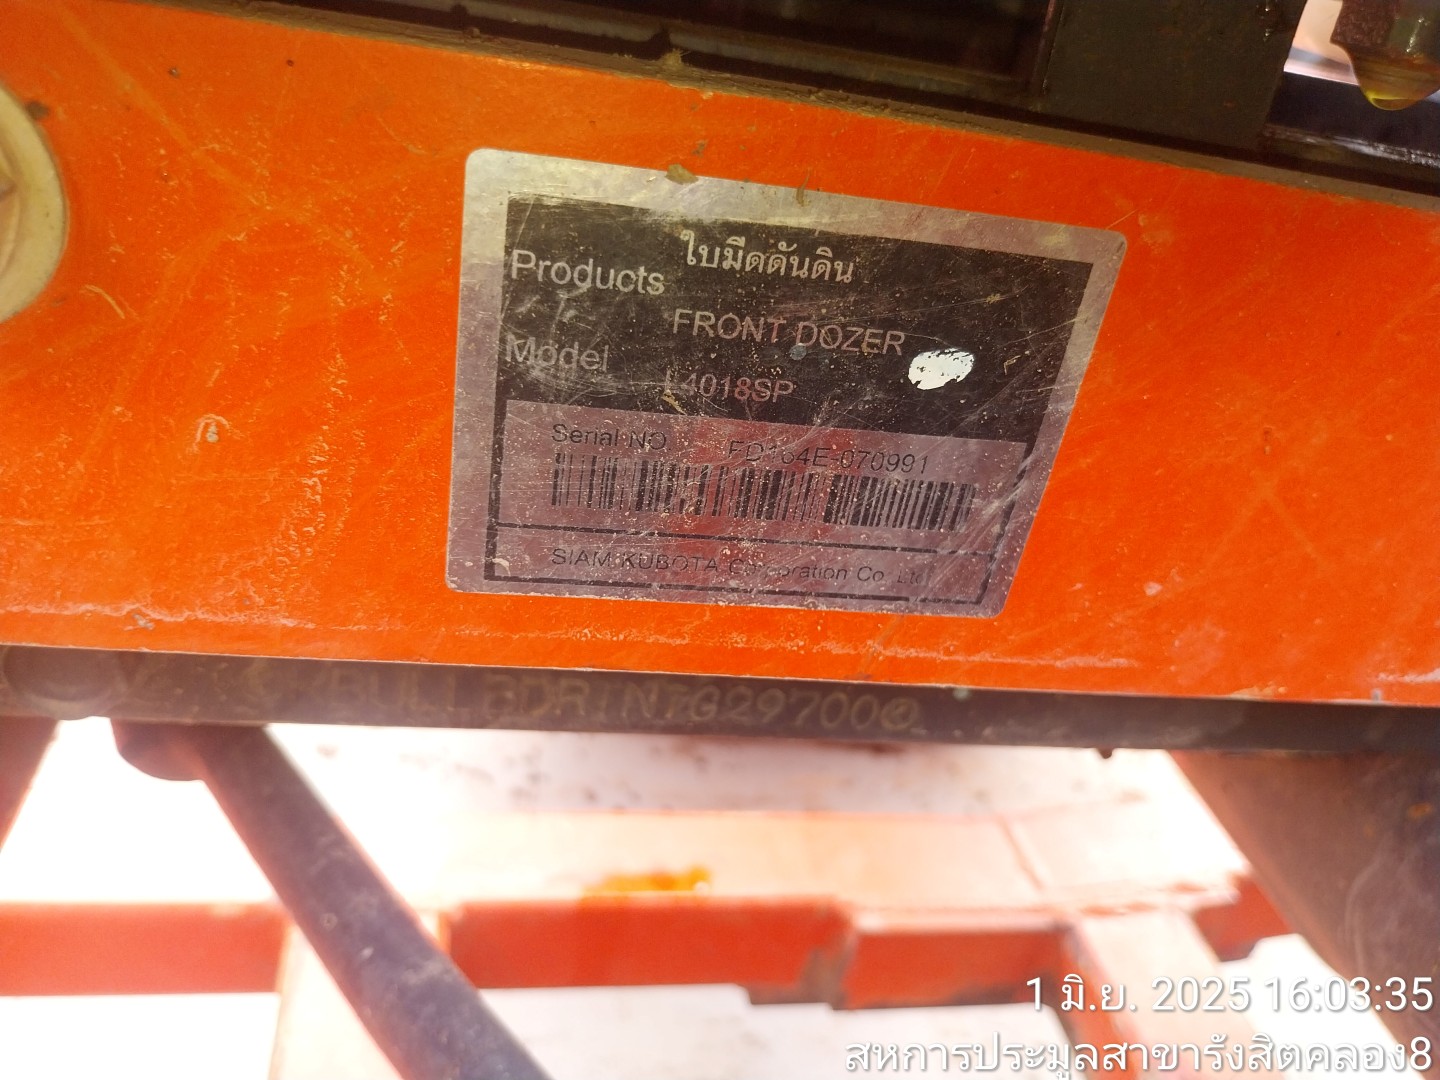 ใบมีดดันดิน
Products
FRONT DOZER
Model
L4018SP
Serial NO
FD164E-070991
SIAM KUBOTA Corporation Co. Ltd
1 มิ.ย. 2025 16:03:35
สหการประมูลสาขารังสิตคลอง8